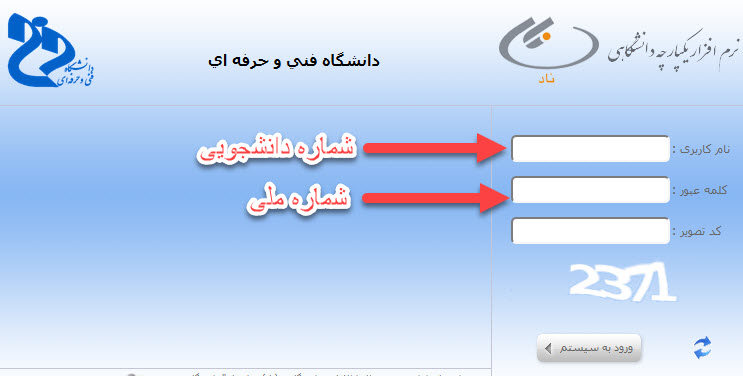 نرم افزار یکپارچه دانشگاهی
ناد
دانشگاه فني و حرفه اي
دانشگاه
فنی و حرفه‌ای
نام کاربری :
شماره دانشجویی
کلمه عبور :
شماره ملی
کد تصویر :
2371
ورود به سیستم